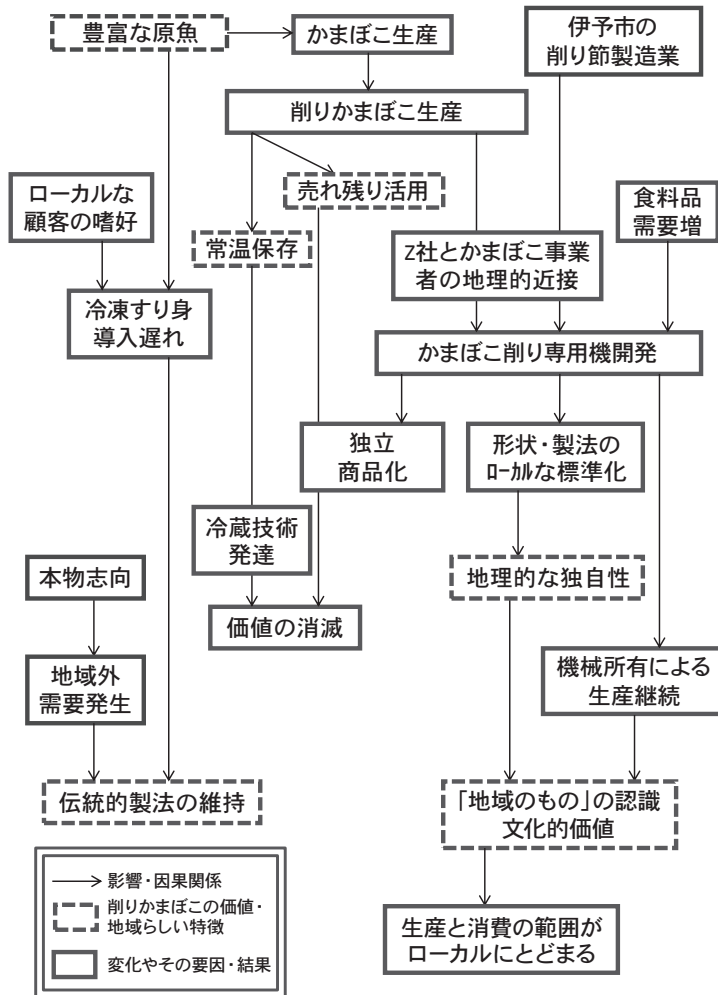 豊富な原魚
かまぼこ生産
伊予市の
削り節製造業
削りかまぼこ生産
売れ残り活用
ローカルな
顧客の嗜好
食料品
需要増
常温保存
Z社とかまぼこ事業
者の地理的近接
冷凍すり身
導入遅れ
かまぼこ削り専用機開発
独立
商品化
形状・製法の
ﾛｰｶﾙな標準化
冷蔵技術
発達
本物志向
地理的な独自性
価値の消滅
地域外
需要発生
機械所有による
生産継続
伝統的製法の維持
「地域のもの」の認識
文化的価値
影響・因果関係
削りかまぼこの価値・
地域らしい特徴
変化やその要因・結果
生産と消費の範囲が
ローカルにとどまる